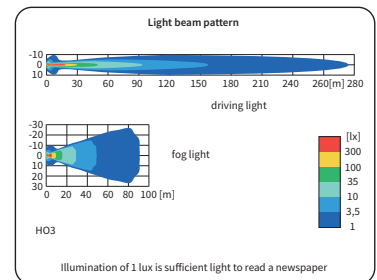 Light beam pattern
-10
0
10
0 30 60 90 120 150 180 210 240 260[m] 280
driving light
-30
-20
-10
0
10
20
30
0 20 40 60 80 100 [m]
fog light
[lx]
300
100
35
10
3,5
1
HO3
Illumination of 1 lux is sufficient light to read a newspaper